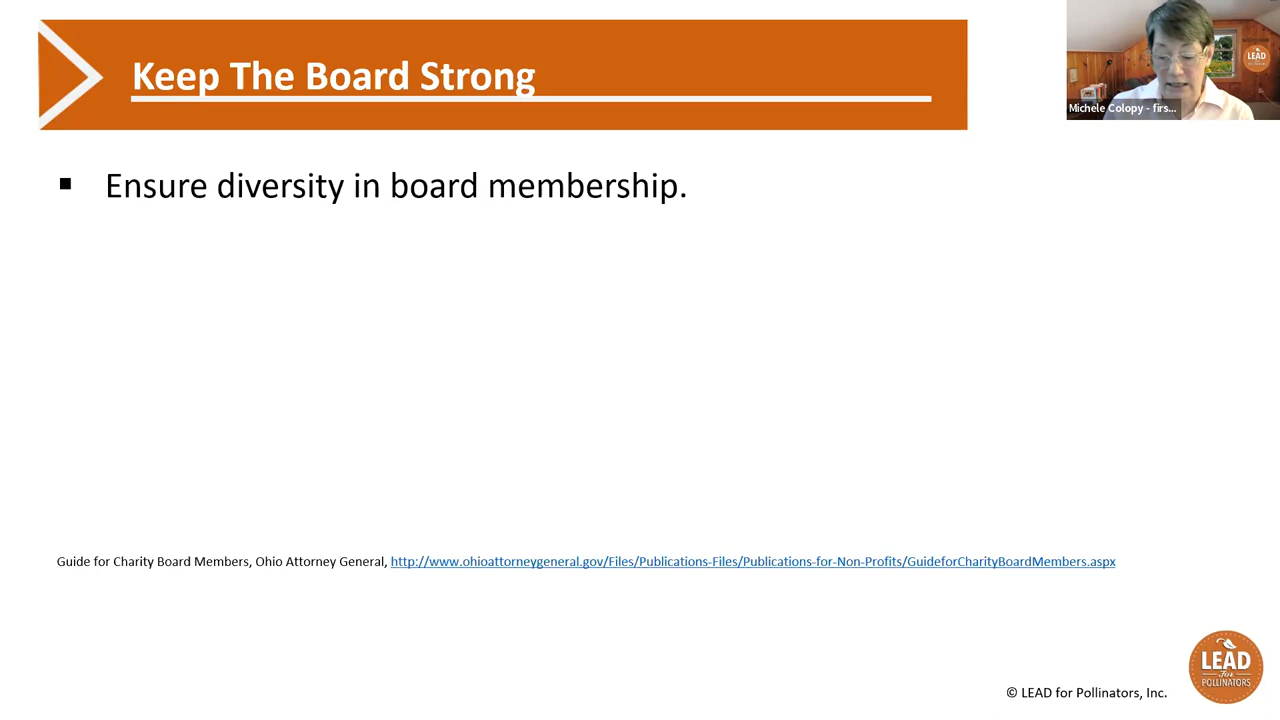 Keep The Board Strong
Michele Colopy - firs...
▪ Ensure diversity in board membership.
Guide for Charity Board Members, Ohio Attorney General, http://www.ohioattorneygeneral.gov/Files/Publications-Files/Publications-for-Non-Profits/GuideforCharityBoardMembers.aspx
LEAD
for
POLLINATORS
© LEAD for Pollinators, Inc.